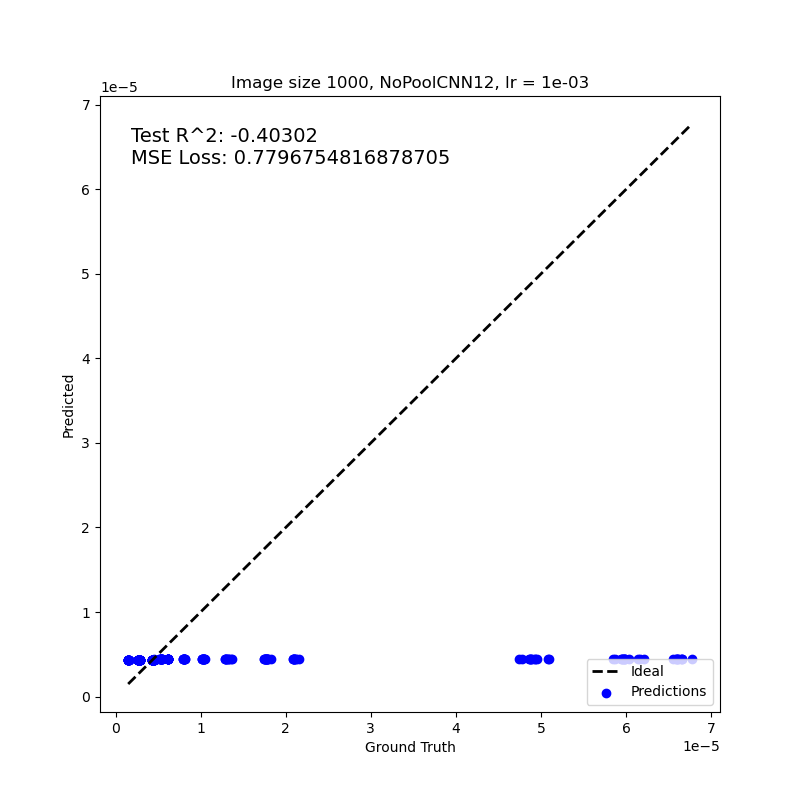 Image size 1000, NoPoolCNN12, lr = 1e-03
1e−5
Test R^2: -0.40302
MSE Loss: 0.7796754816878705
7
6
5
4
3
2
1
0
Predicted
Ideal
Predictions
0 1 2 3 4 5 6 7
Ground Truth
1e−5